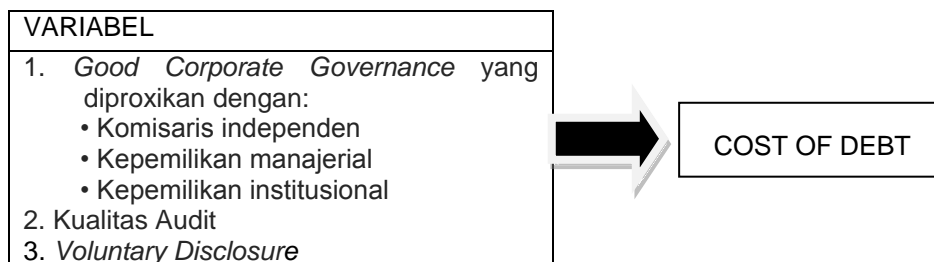 VARIABEL
1. Good Corporate Governance yang
diproxikan dengan:
• Komisaris independen
• Kepemilikan manajerial
• Kepemilikan institusional
2. Kualitas Audit
3. Voluntary Disclosure
COST OF DEBT